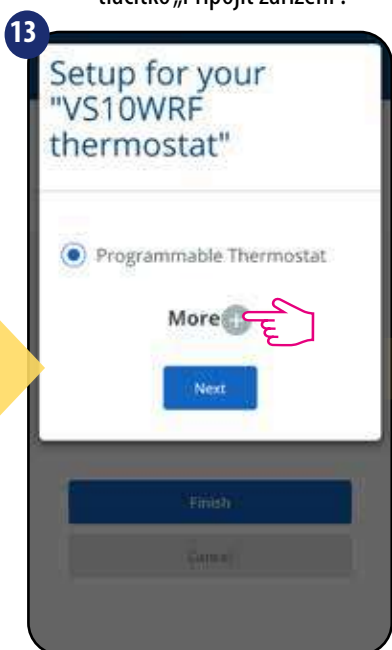 tlačítko „Připojit zařízení".
13
Setup for your
"VS10WRF
thermostat"
Programmable Thermostat
More +
Next
Finish
Cancel